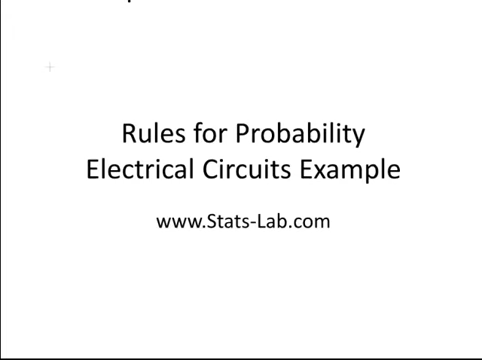 Rules for Probability
Electrical Circuits Example
www.Stats-Lab.com